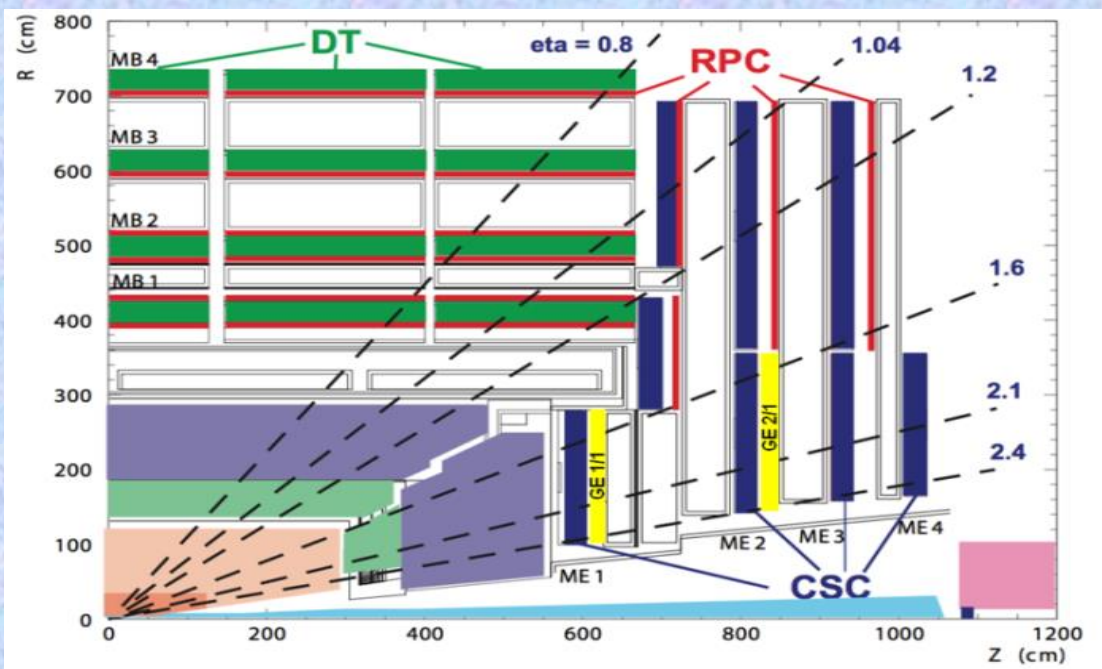 800
R (cm)
DT
eta = 0.8
1.04
MB 4
RPC
1.2
700
MB 3
600
MB 2
500
1.6
MB 1
400
300
2.1
GE 1/1
GE 2/1
2.4
200
100
ME 1
ME 2
ME 3
ME 4
CSC
0
0
200
400
600
800
1000
1200
Z (cm)